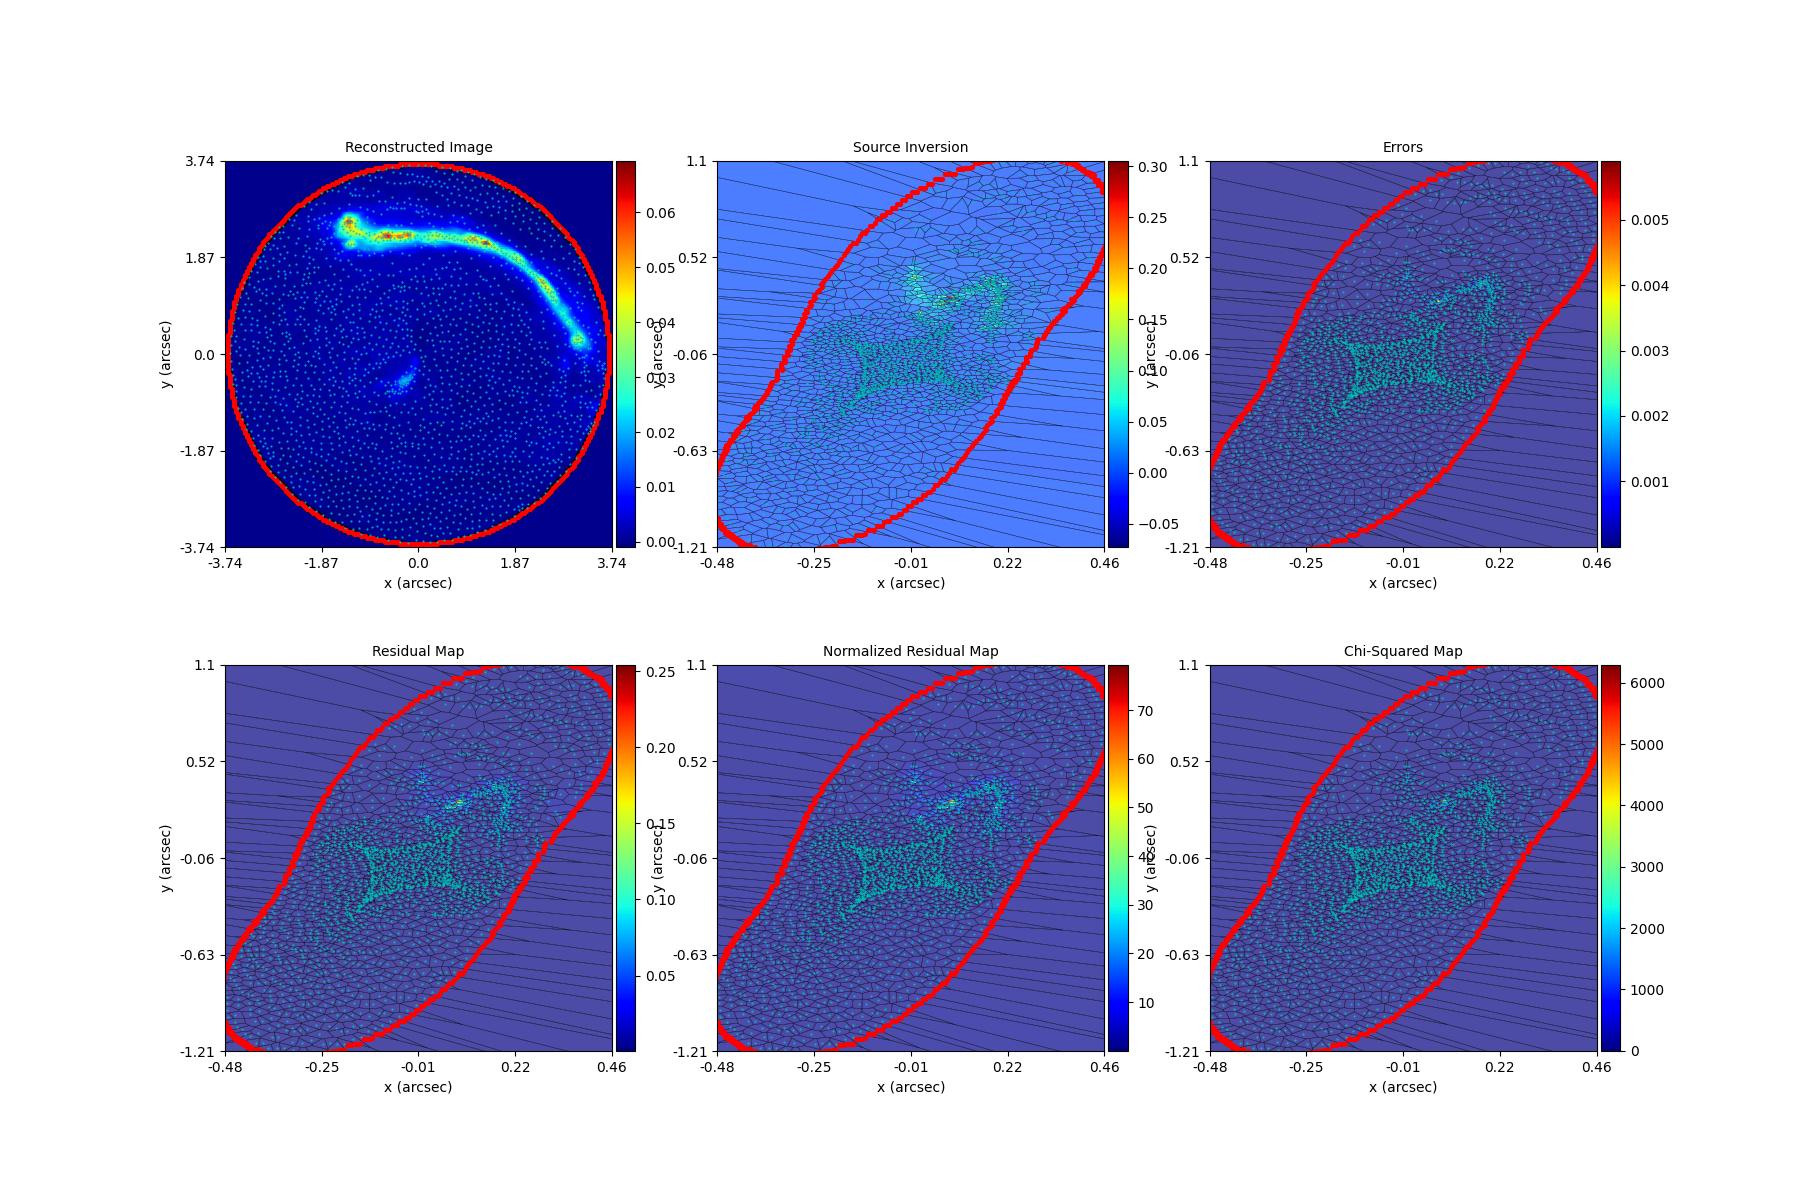 Reconstructed Image
3.74
1.87
0.0
-1.87
-3.74
y (arcsec)
-3.74 -1.87 0.0 1.87 3.74
x (arcsec)
0.06
0.05
0.04
0.03
0.02
0.01
0.00
Source Inversion
1.1
0.52
-0.06
-0.63
-1.21
y (arcsec)
-0.48 -0.25 -0.01 0.22 0.46
x (arcsec)
0.30
0.25
0.20
0.15
0.10
0.05
0.00
−0.05
Errors
1.1
0.52
-0.06
-0.63
-1.21
y (arcsec)
-0.48 -0.25 -0.01 0.22 0.46
x (arcsec)
0.005
0.004
0.003
0.002
0.001
Residual Map
1.1
0.52
-0.06
-0.63
-1.21
y (arcsec)
-0.48 -0.25 -0.01 0.22 0.46
x (arcsec)
0.25
0.20
0.15
0.10
0.05
Normalized Residual Map
1.1
0.52
-0.06
-0.63
-1.21
y (arcsec)
-0.48 -0.25 -0.01 0.22 0.46
x (arcsec)
70
60
50
40
30
20
10
Chi-Squared Map
1.1
0.52
-0.06
-0.63
-1.21
y (arcsec)
-0.48 -0.25 -0.01 0.22 0.46
x (arcsec)
6000
5000
4000
3000
2000
1000
0